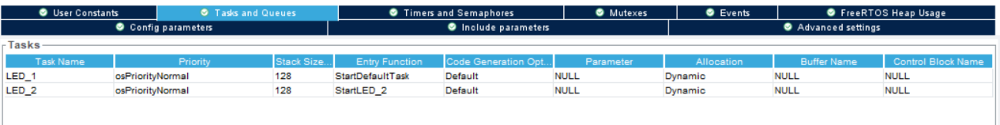 User Constants Tasks and Queues Timers and Semaphores Mutexes Events FreeRTOS Heap Usage
Config parameters Include parameters Advanced settings
Tasks
Task Name Priority Stack Size... Entry Function Code Generation Opt... Parameter Allocation Buffer Name Control Block Name
LED_1 osPriorityNormal 128 StartDefaultTask Default NULL Dynamic NULL NULL
LED_2 osPriorityNormal 128 StartLED_2 Default NULL Dynamic NULL NULL